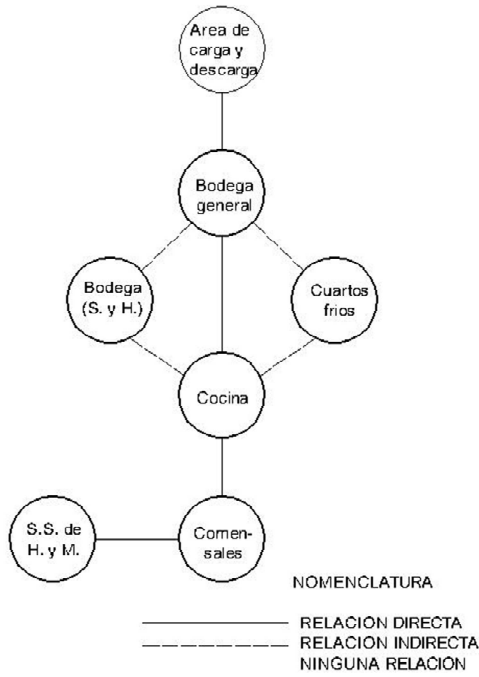 Area de
carga y
descarga
Bodega
general
Bodega
(S. y H.)
Cuartos
frios
Cocina
S.S. de
H. y M.
Comen-
sales
NOMENCLATURA
RELACION DIRECTA
RELACION INDIRECTA
NINGUNA RELACIÓN